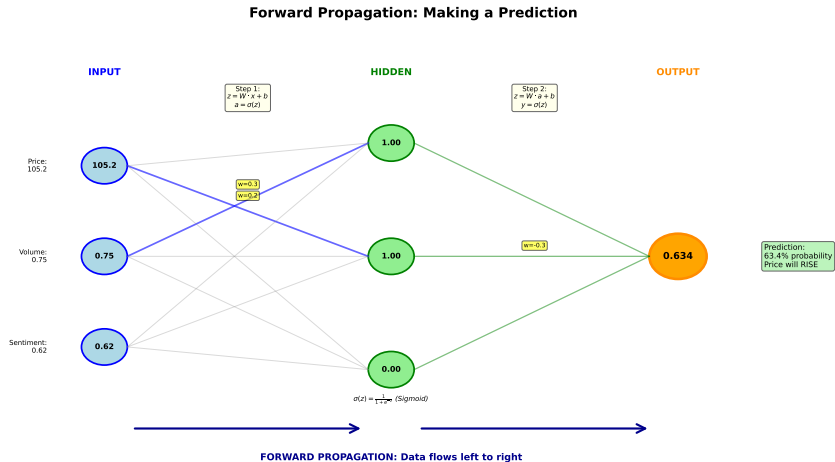 Forward Propagation: Making a Prediction
INPUT
HIDDEN
OUTPUT
Step 1:
z = W · x + b
a = σ(z)
Step 2:
z = W · a + b
y = σ(z)
Price:
105.2
105.2
1.00
w=0.3
w=0.2
Volume:
0.75
0.75
1.00
w=-0.3
0.634
Prediction:
63.4% probability
Price will RISE
Sentiment:
0.62
0.62
0.00
σ(z) = 1/(1+e^-z) (Sigmoid)
FORWARD PROPAGATION: Data flows left to right